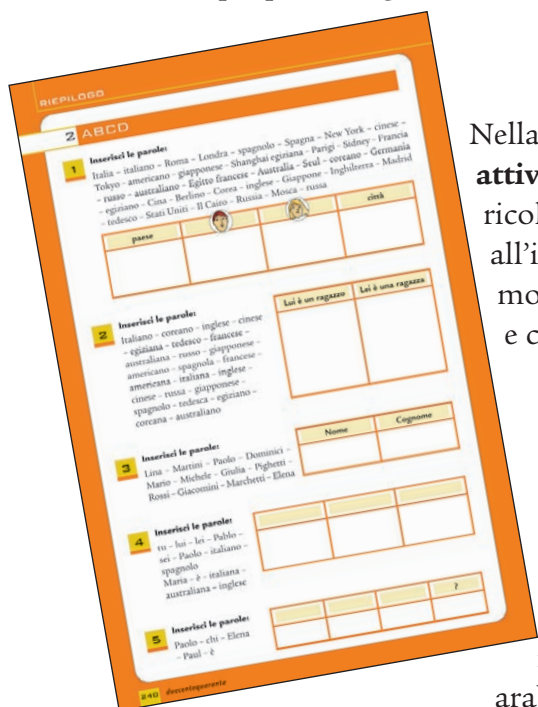 RIEPILOGO
2 ABCD
1 Inserisci le parole:
Italia – italiano – Roma – Londra – spagnolo – Spagna – New York – cinese –
Tokyo – americano – giapponese – Shanghai egiziana – Parigi – Sidney – Francia
– russo – australiano – Egitto francese – Australia – Seul – coreano – Germania
– egiziano – Cina – Berlino – Corea – inglese – Giappone – Inghilterra – Madrid
– tedesco – Stati Uniti – Il Cairo – Russia – Mosca – russa
paese città
2 Inserisci le parole:
Italiano – coreano – inglese – cinese
– egiziana – tedesco – francese –
australiana – russo – giapponese –
americano – spagnola – francese –
americana – italiana – inglese –
cinese – russa – giapponese –
spagnolo – tedesca – egiziano –
coreana – australiano
Lui è un ragazzo Lei è una ragazza
3 Inserisci le parole:
Lina – Martini – Paolo – Dominici –
Mario – Michele – Giulia – Pighetti –
Rossi – Giacomini – Marchetti – Elena
Nome Cognome
4 Inserisci le parole:
tu – lui – lei – Pablo –
sei – Paolo – italiano –
spagnolo
Maria – è – italiana –
australiana – inglese
5 Inserisci le parole:
Paolo – chi – Elena
– Paul – è
?
240 duecentoquaranta
Nella
attiv
ricol
all'i
mo
e c
arab